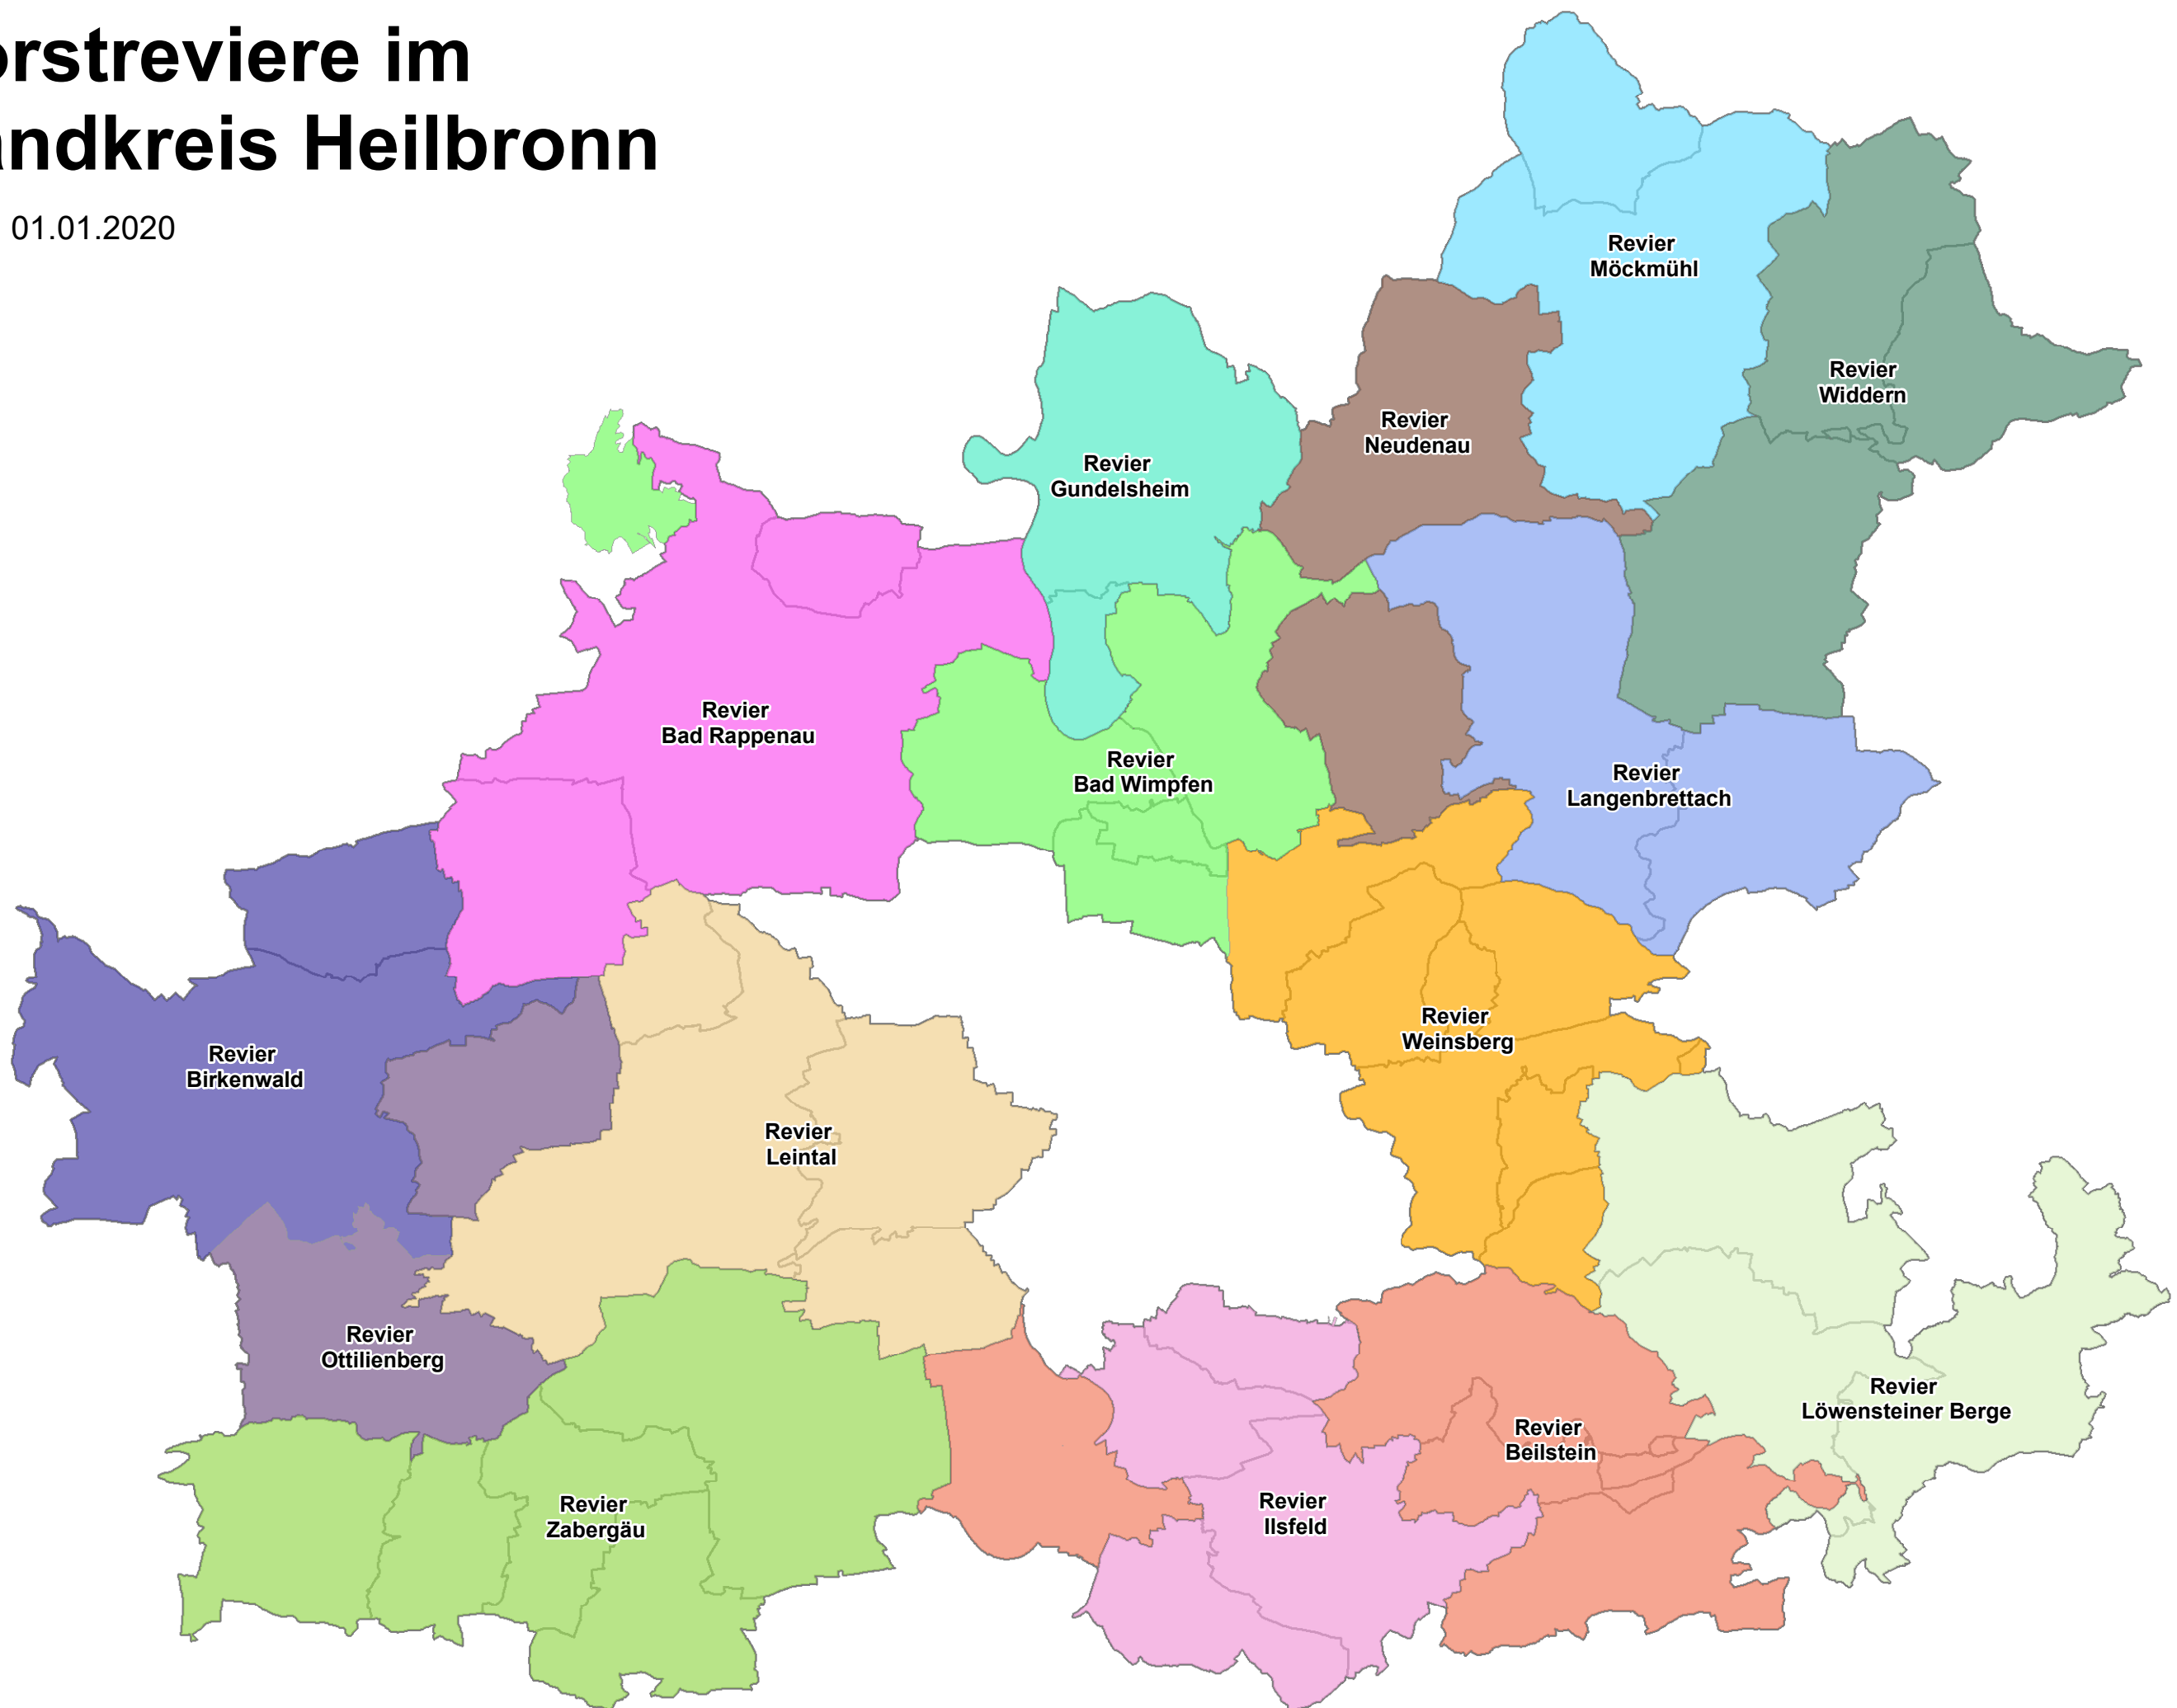 orstreviere im
andkreis Heilbronn
01.01.2020
Revier
Möckmühl
Revier
Widdern
Revier
Neudenau
Revier
Gundelsheim
Revier
Bad Rappenau
Revier
Bad Wimpfen
Revier
Langenbrettach
Revier
Weinsberg
Revier
Birkenwald
Revier
Leintal
Revier
Ottilienberg
Revier
Löwensteiner Berge
Revier
Beilstein
Revier
Ilsfeld
Revier
Zabergäu